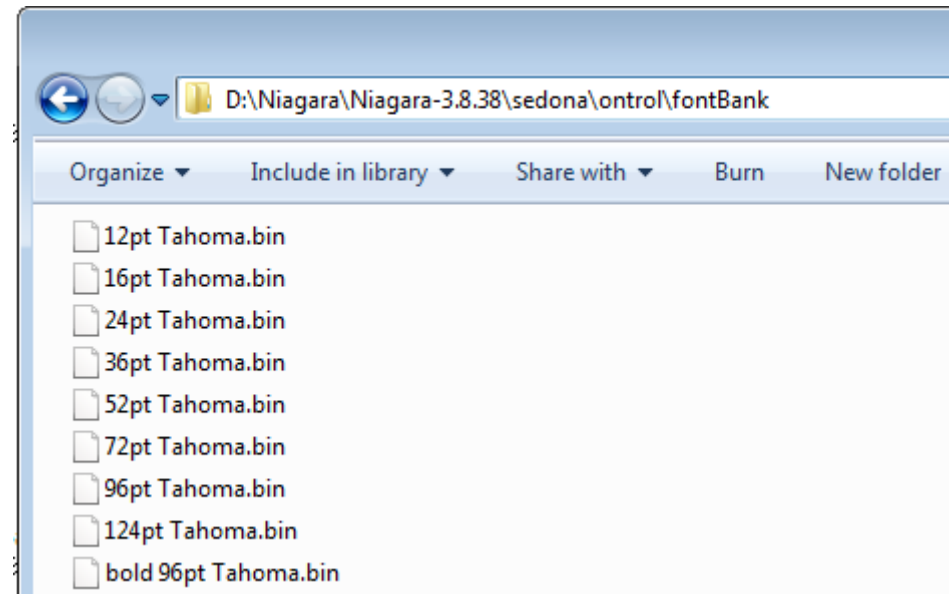 D:\Niagara\Niagara-3.8.38\sedona\ontrol\fontBank
Organize Include in library Share with Burn New folder
12pt Tahoma.bin
16pt Tahoma.bin
24pt Tahoma.bin
36pt Tahoma.bin
52pt Tahoma.bin
72pt Tahoma.bin
96pt Tahoma.bin
124pt Tahoma.bin
bold 96pt Tahoma.bin